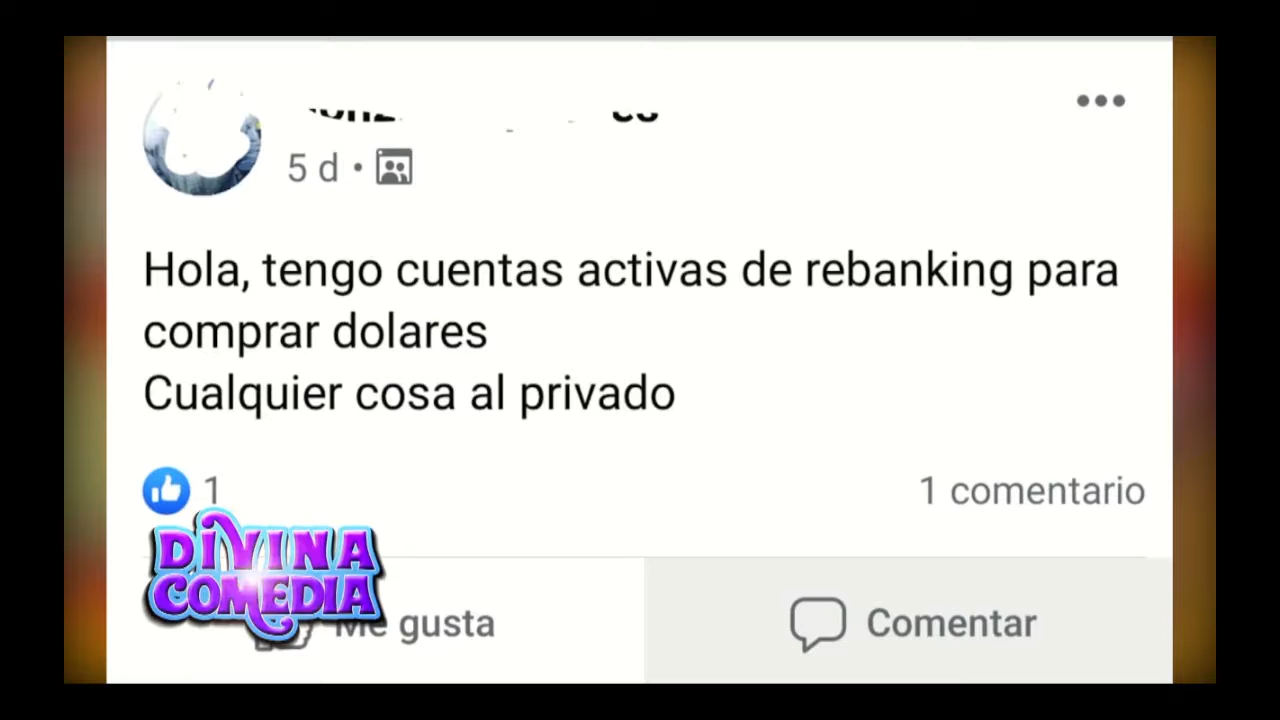 5 d •
Hola, tengo cuentas activas de rebanking para
comprar dolares
Cualquier cosa al privado
1
1 comentario
DIVINA
COMEDIA
Me gusta
Comentar